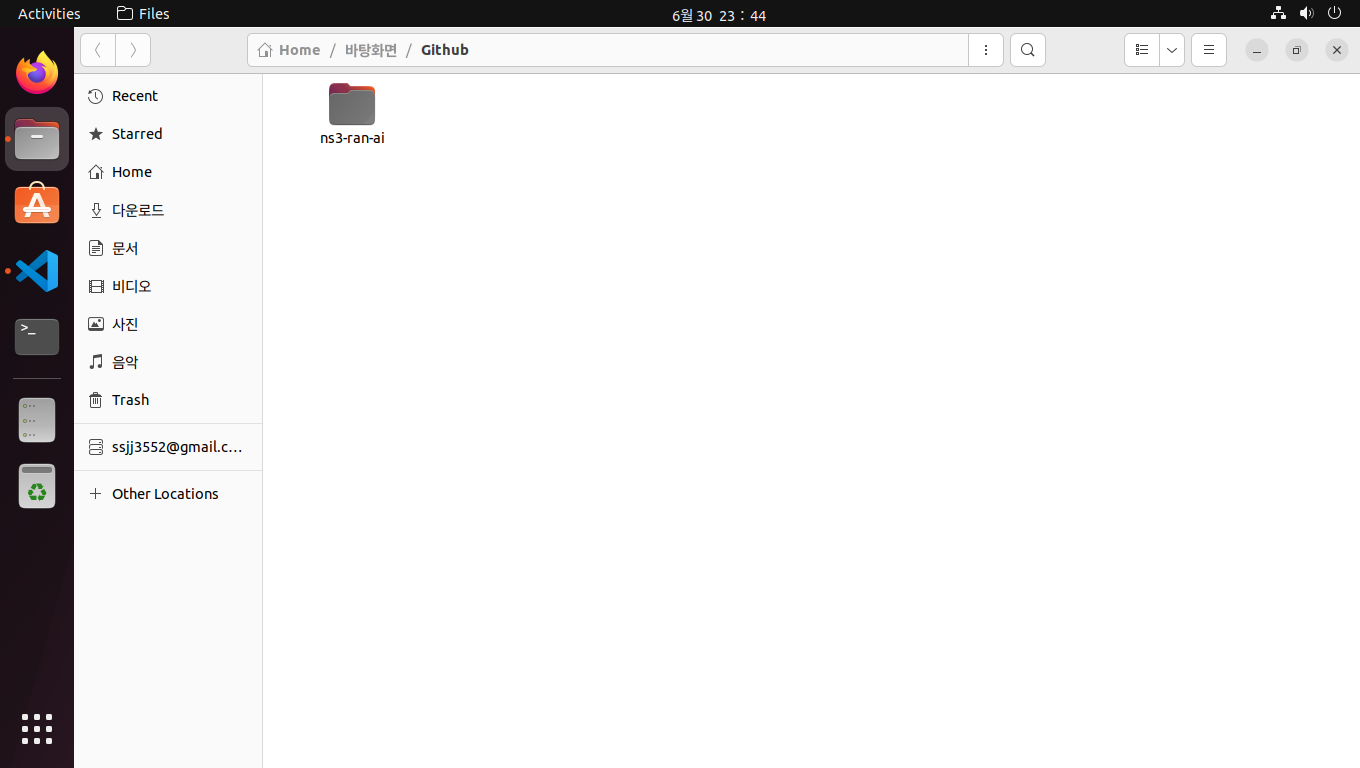 Activities Files 6월 30 23 : 44
Home / 바탕화면 / Github
Recent
Starred
Home
다운로드
문서
비디오
사진
음악
Trash
ssjj3552@gmail.c...
Other Locations
ns3-ran-ai